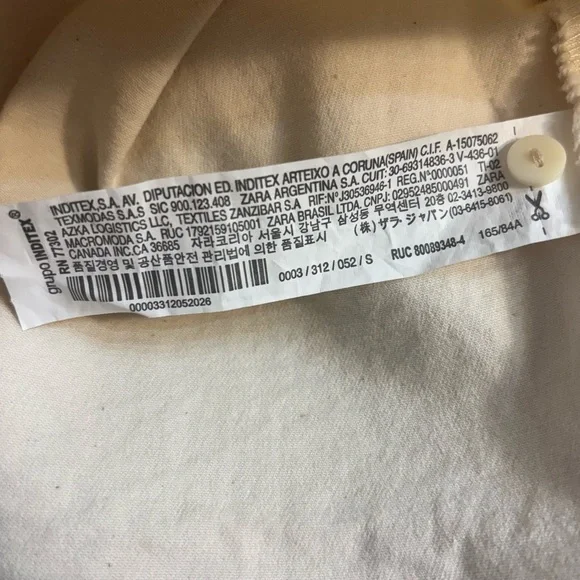 grupo INDITEX
RN 77302
INDITEX.S.A. AV. DIPUTACION ED. INDITEX ARTEIXO A CORUNA(SPAIN) C.I.F. A-15075062
TEXMODAS S.A.S SIC 900.123.408 ZARA ARGENTINA S.A. CUIT: 30-69314836-3 V-436-01
AZKA LOGISTICS LLC, TEXTILES ZANZIBAR S.A. RIF:NºJ30536946-1 REG.Nº0000051 TI-02
MACROMODA S.A. RUC 1792159105001 ZARA BRASIL LTDA. CNPJ: 02952485000491 ZARA
CANADA INC.CA 36685 자라코리아 서울시 강남구 삼성동 무역센터 20층 02-3413-9800
품질경영 및 공산품안전 관리법에 의한 품질표시 (株) ザラ・ジャパン (03-6415-8061)
0003 / 312 / 052 / S RUC 80089348-4 165/84A
00003312052026